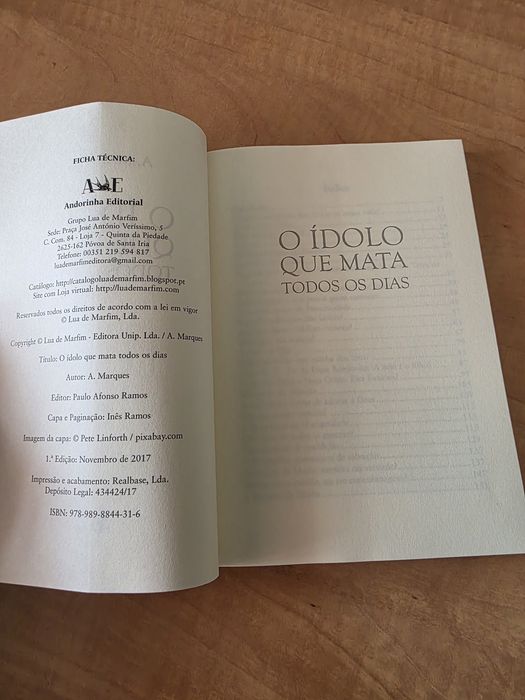 FICHA TÉCNICA:
A E
Andorinha Editorial
Grupo Lua de Marfim
Sede: Praça José António Veríssimo, 5
C. Com. 84 - Loja 7 - Quinta da Piedade
2625-162 Póvoa de Santa Iria
Telefone: 00351 219 594 817
luademarfimeditora@gmail.com
Catálogo: http://catalogoluademarfim.blogspot.pt
Site com Loja virtual: http://luademarfim.com
Reservados todos os direitos de acordo com a lei em vigor
© Lua de Marfim, Lda.
Copyright © Lua de Marfim - Editora Unip. Lda. / A. Marques
Título: O ídolo que mata todos os dias
Autor: A. Marques
Editor: Paulo Afonso Ramos
Capa e Paginação: Inês Ramos
Imagem da capa: © Pete Linforth / pixabay.com
1.ª Edição: Novembro de 2017
Impressão e acabamento: Realbase, Lda.
Depósito Legal: 434424/17
ISBN: 978-989-8844-31-6
O ÍDOLO
QUE MATA
TODOS OS DIAS